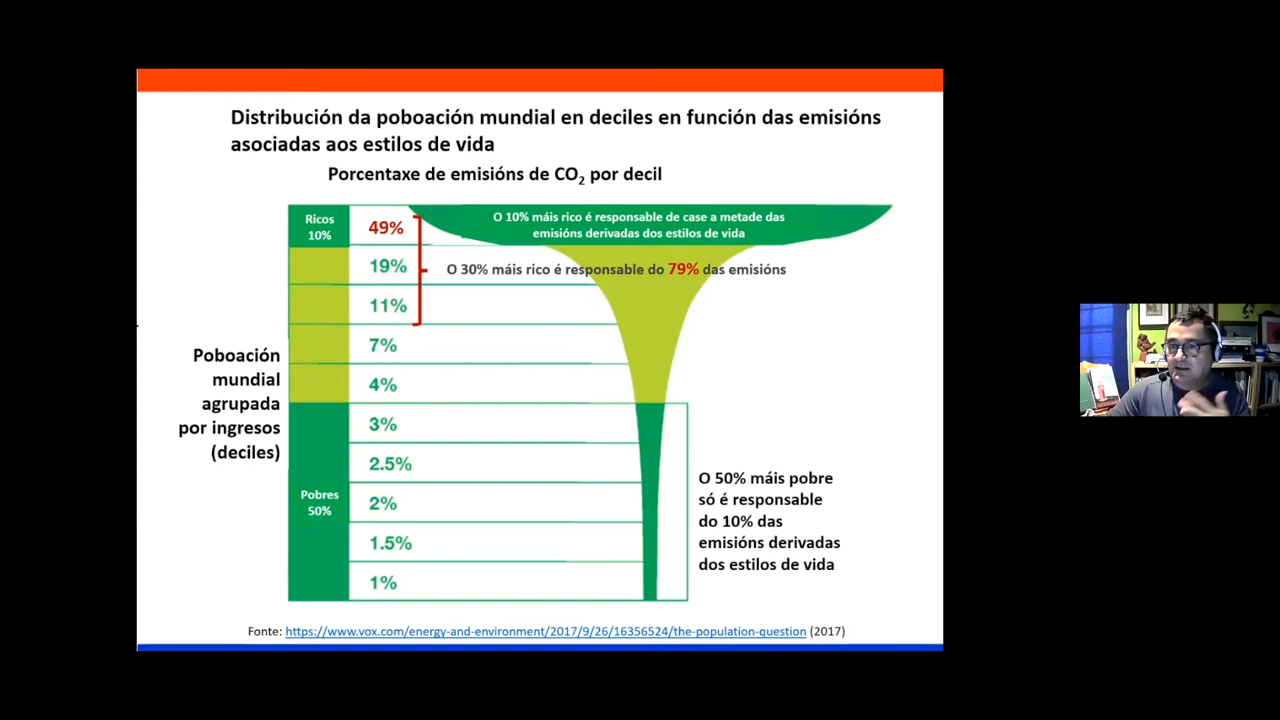 Distribución da poboación mundial en deciles en función das emisións
asociadas aos estilos de vida
Porcentaxe de emisións de CO₂ por decil
Ricos
10%
49%
O 10% máis rico é responsable de case a metade das
emisións derivadas dos estilos de vida
19%
O 30% máis rico é responsable do 79% das emisións
11%
7%
4%
Poboación
mundial
agrupada
por ingresos
(deciles)
3%
2.5%
Pobres
50%
2%
1.5%
1%
O 50% máis pobre
só é responsable
do 10% das
emisións derivadas
dos estilos de vida
Fonte: https://www.vox.com/energy-and-environment/2017/9/26/16356524/the-population-question (2017)